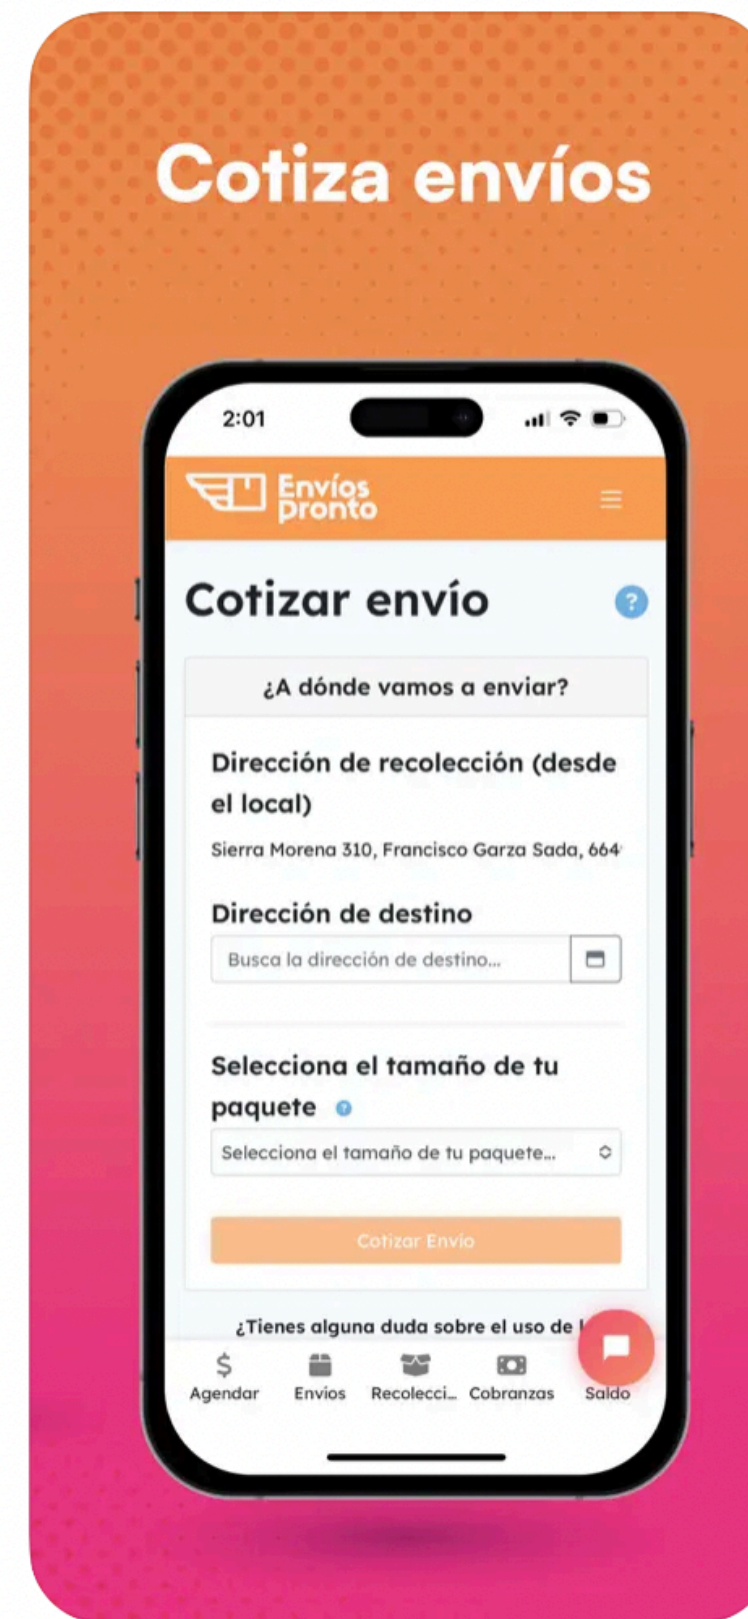 Cotiza envíos
2:01
Envíos
pronto
Cotizar envío
?
¿A dónde vamos a enviar?
Dirección de recolección (desde
el local)
Sierra Morena 310, Francisco Garza Sada, 664
Dirección de destino
Busca la dirección de destino...
Selecciona el tamaño de tu
paquete ?
Selecciona el tamaño de tu paquete...
Cotizar Envío
¿Tienes alguna duda sobre el uso de l
$
Agendar Envíos Recolecci... Cobranzas Saldo